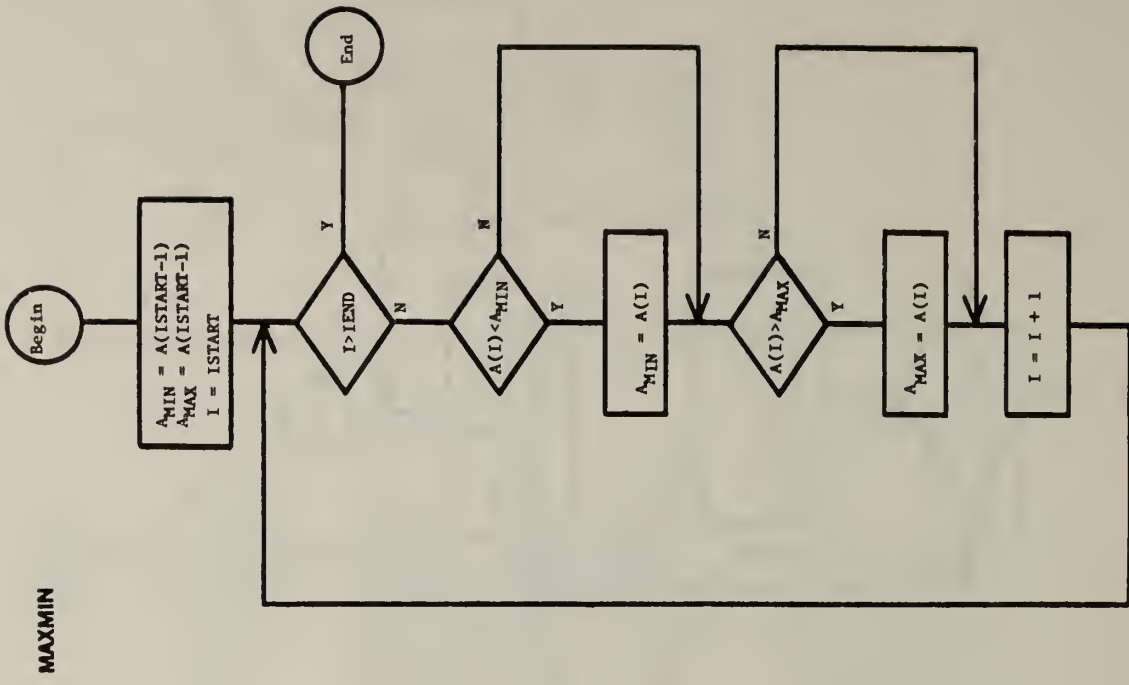 MAXMIN
Begin
A_MIN = A(ISTART-1)
A_MAX = A(ISTART-1)
I = ISTART
I>IEND
Y
End
N
A(I)<A_MIN
N
Y
A_MIN = A(I)
A(I)>A_MAX
N
Y
A_MAX = A(I)
I = I + 1